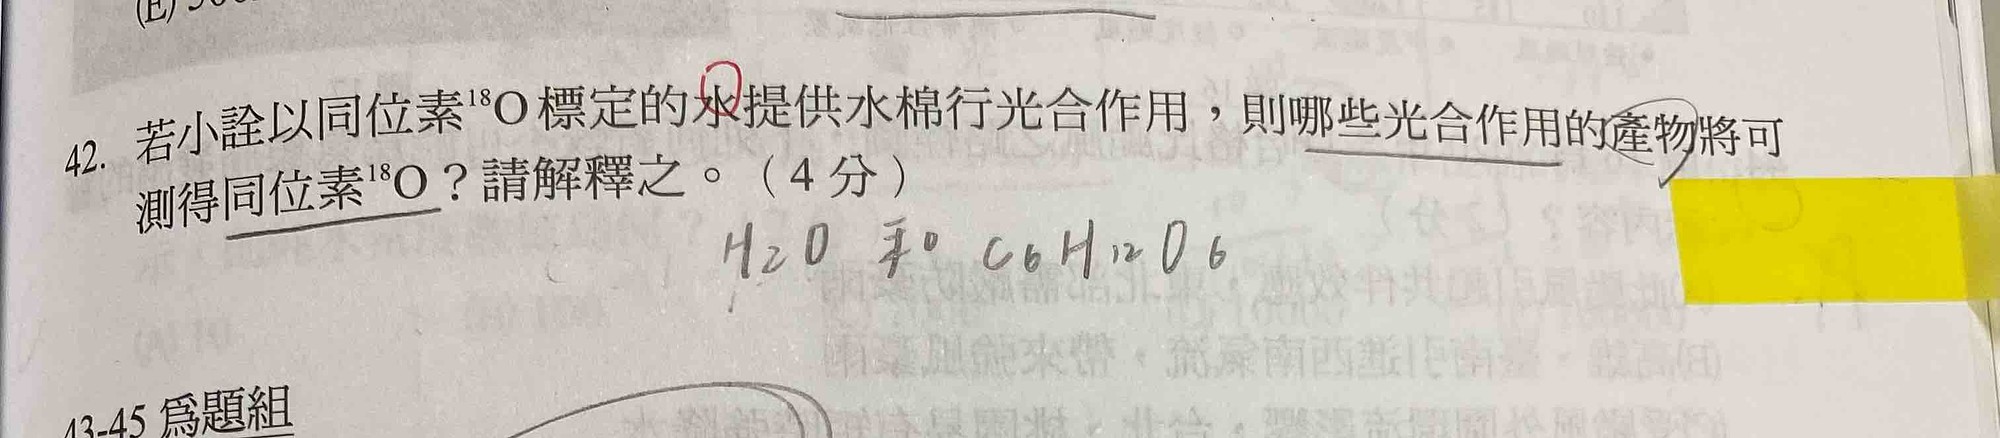 (E)
42. 若小詮以同位素¹⁸O標定的水提供水棉行光合作用，則哪些光合作用的產物將可
測得同位素¹⁸O？請解釋之。（4分）
H₂O 和 C₆H₁₂O₆
43-45 為題組